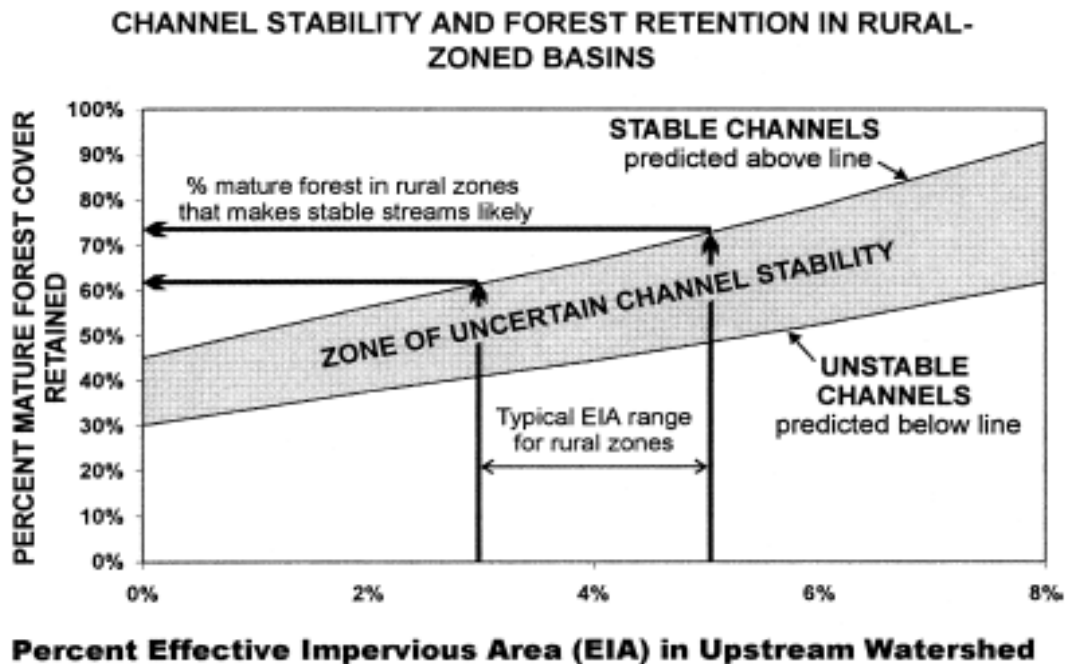 CHANNEL STABILITY AND FOREST RETENTION IN RURAL-
ZONED BASINS
PERCENT MATURE FOREST COVER
RETAINED
100%
90%
80%
70%
60%
50%
40%
30%
20%
10%
0%
STABLE CHANNELS
predicted above line
% mature forest in rural zones
that makes stable streams likely
ZONE OF UNCERTAIN CHANNEL STABILITY
UNSTABLE
CHANNELS
predicted below line
Typical EIA range
for rural zones
0%
2%
4%
6%
8%
Percent Effective Impervious Area (EIA) in Upstream Watershed